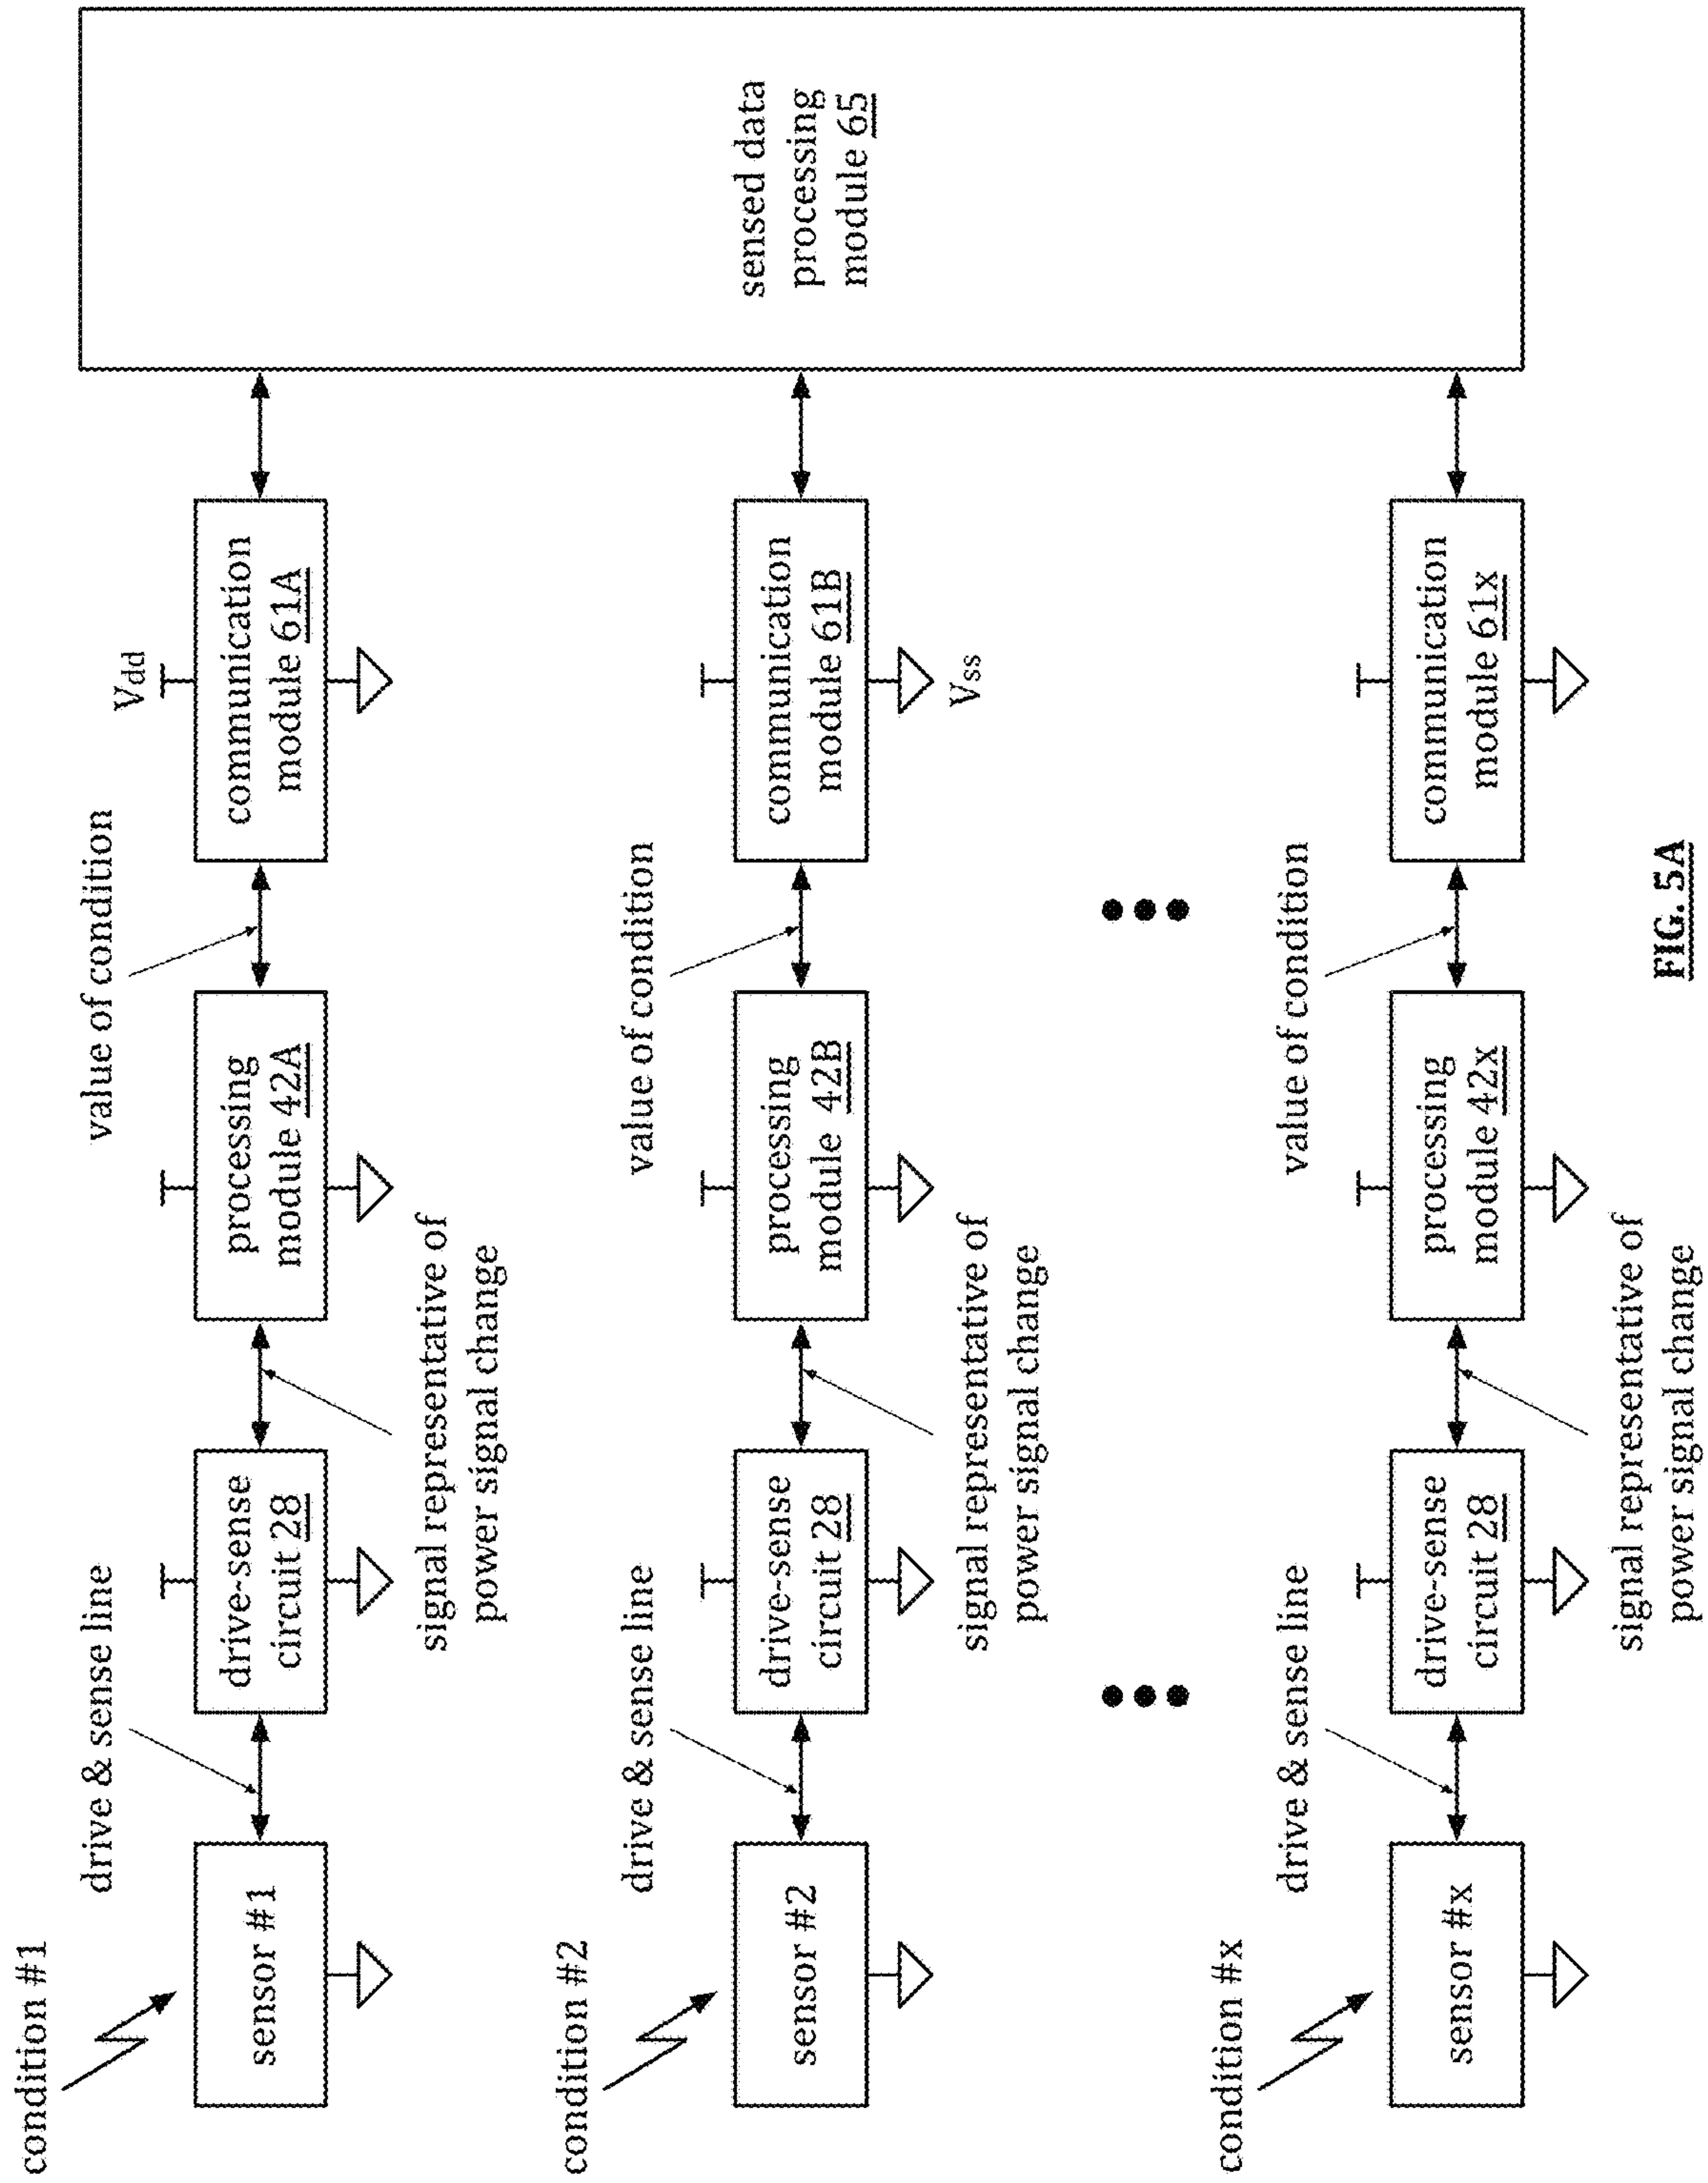 condition #1
drive & sense line
value of condition
Vdd
sensor #1
drive-sense
circuit 28
processing
module 42A
communication
module 61A
signal representative of
power signal change
condition #2
drive & sense line
value of condition
sensor #2
drive-sense
circuit 28
processing
module 42B
communication
module 61B
Vss
signal representative of
power signal change
sensed data
processing
module 65
condition #x
drive & sense line
value of condition
sensor #x
drive-sense
circuit 28
processing
module 42x
communication
module 61x
signal representative of
power signal change
FIG. 5A